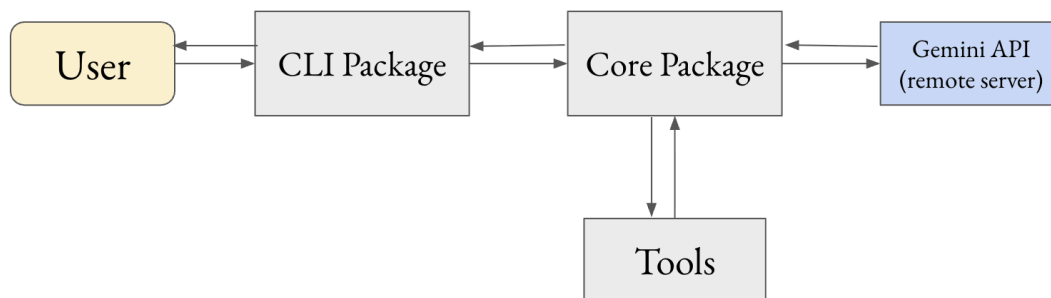 User
CLI Package
Core Package
Gemini API
(remote server)
Tools